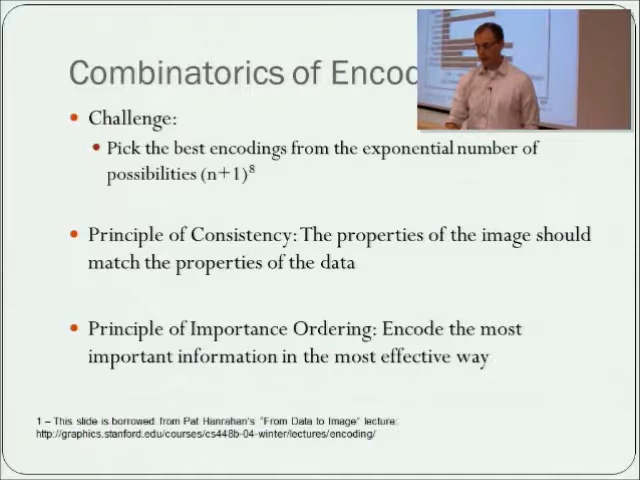 Combinatorics of Encod
• Challenge:
• Pick the best encodings from the exponential number of
possibilities (n+1)⁸
• Principle of Consistency: The properties of the image should
match the properties of the data
• Principle of Importance Ordering: Encode the most
important information in the most effective way
1 – This slide is borrowed from Pat Hanrahan's "From Data to Image" lecture:
http://graphics.stanford.edu/courses/cs448b-04-winter/lectures/encoding/